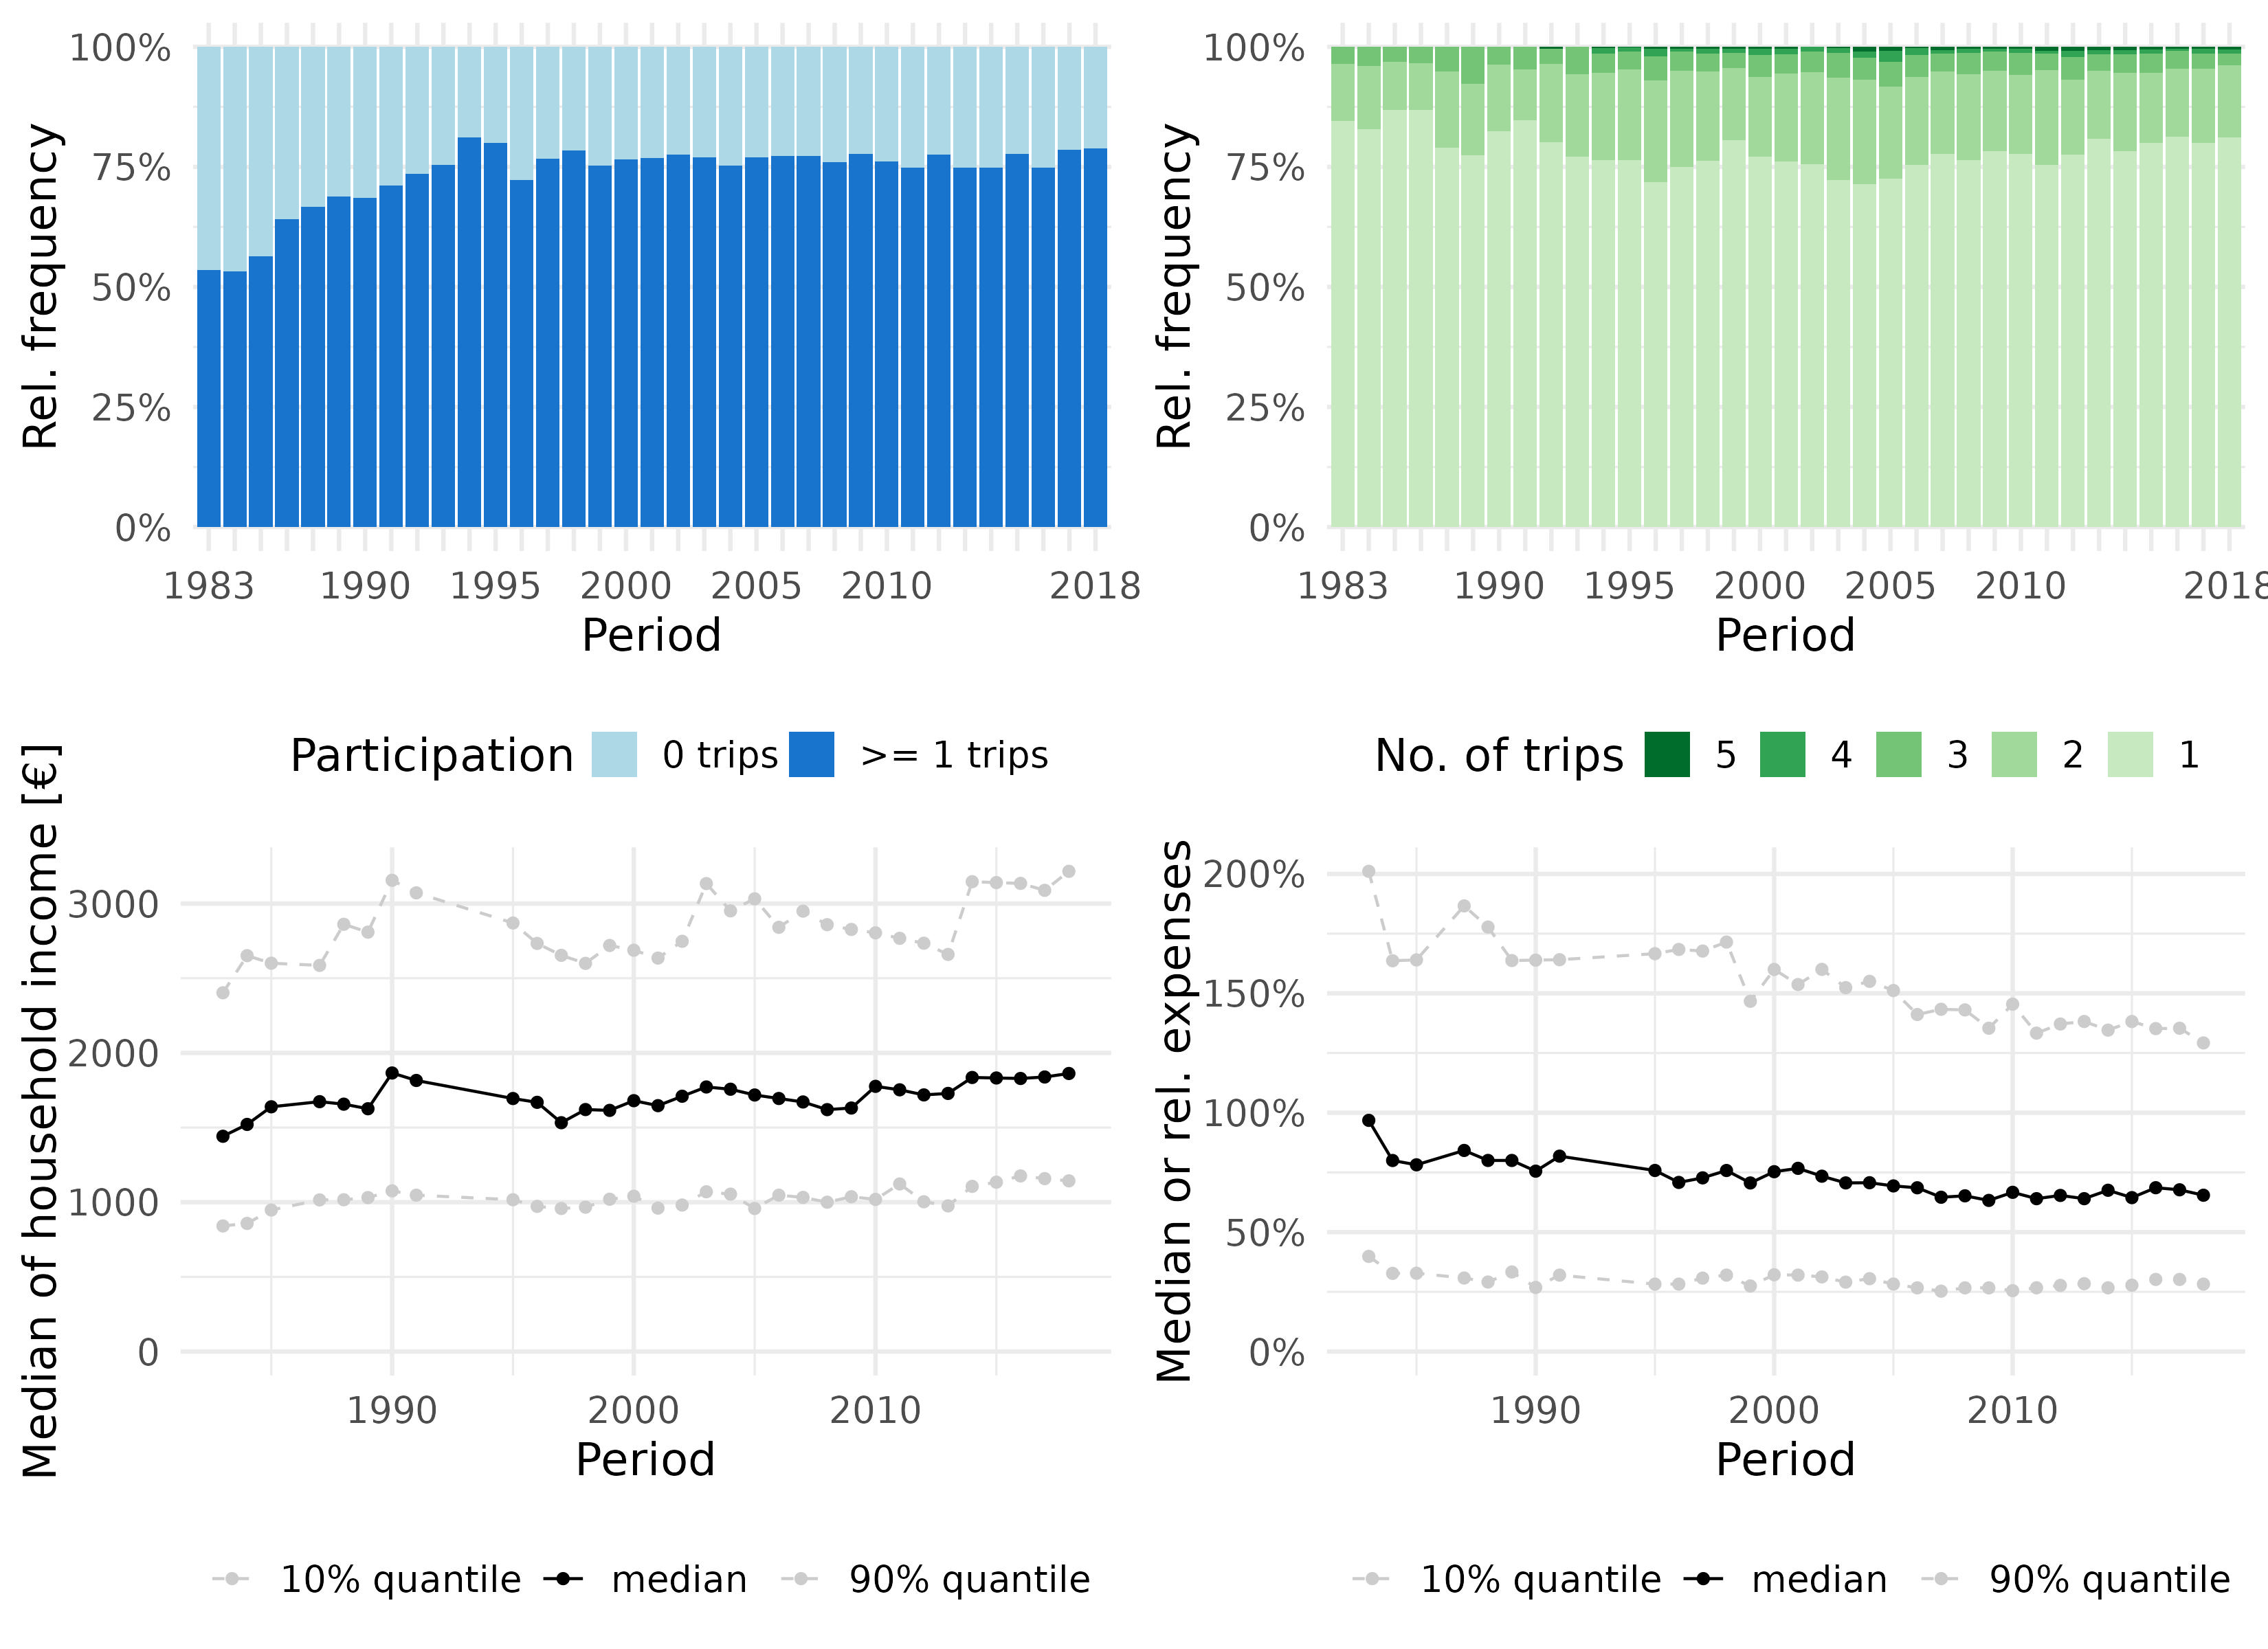 Rel. frequency
100%
75%
50%
25%
0%
1983 1990 1995 2000 2005 2010 2018
Period
Participation 0 trips >= 1 trips
Rel. frequency
100%
75%
50%
25%
0%
1983 1990 1995 2000 2005 2010 2018
Period
No. of trips 5 4 3 2 1
Median of household income [€]
3000
2000
1000
0
1990 2000 2010
Period
10% quantile median 90% quantile
Median or rel. expenses
200%
150%
100%
50%
0%
1990 2000 2010
Period
10% quantile median 90% quantile